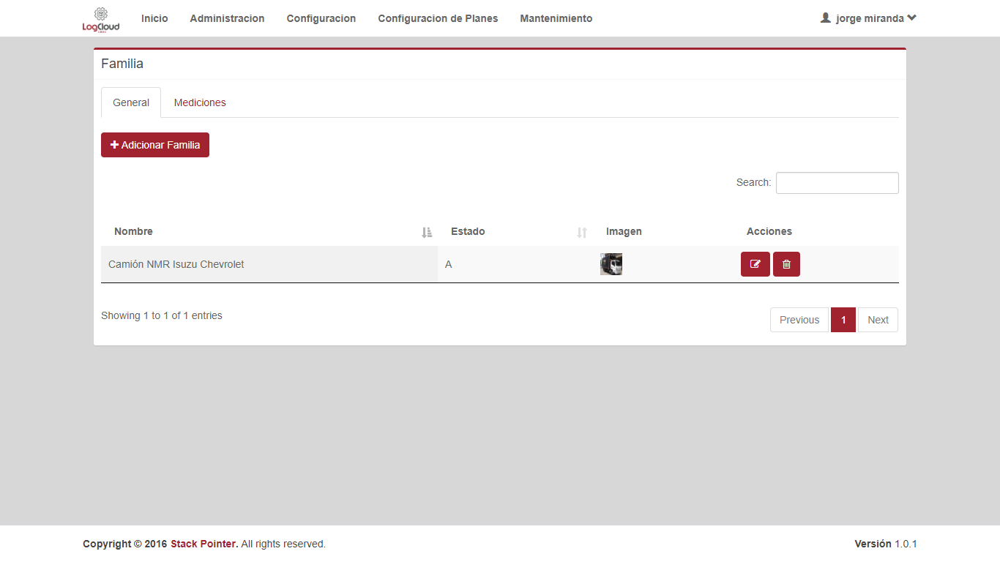 LogCloud
Inicio Administracion Configuracion Configuracion de Planes Mantenimiento jorge miranda
Familia
General Mediciones
Adicionar Familia
Search:
Nombre Estado Imagen Acciones
Camión NMR Isuzu Chevrolet A
Showing 1 to 1 of 1 entries
Previous 1 Next
Copyright © 2016 Stack Pointer. All rights reserved. Versión 1.0.1